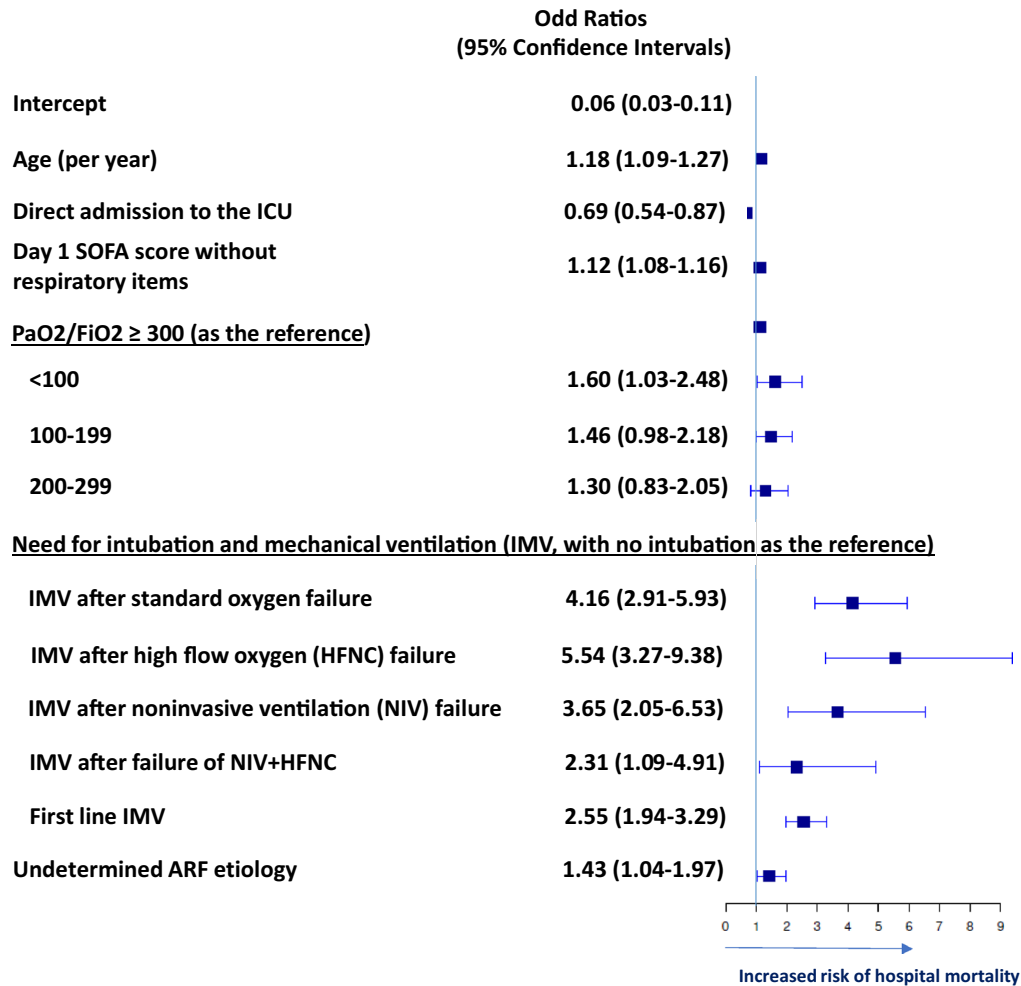 Odd Ratios
(95% Confidence Intervals)
Intercept 0.06 (0.03-0.11)
Age (per year) 1.18 (1.09-1.27)
Direct admission to the ICU 0.69 (0.54-0.87)
Day 1 SOFA score without
respiratory items 1.12 (1.08-1.16)
PaO2/FiO2 ≥ 300 (as the reference)
<100 1.60 (1.03-2.48)
100-199 1.46 (0.98-2.18)
200-299 1.30 (0.83-2.05)
Need for intubation and mechanical ventilation (IMV, with no intubation as the reference)
IMV after standard oxygen failure 4.16 (2.91-5.93)
IMV after high flow oxygen (HFNC) failure 5.54 (3.27-9.38)
IMV after noninvasive ventilation (NIV) failure 3.65 (2.05-6.53)
IMV after failure of NIV+HFNC 2.31 (1.09-4.91)
First line IMV 2.55 (1.94-3.29)
Undetermined ARF etiology 1.43 (1.04-1.97)
0 1 2 3 4 5 6 7 8 9
Increased risk of hospital mortality